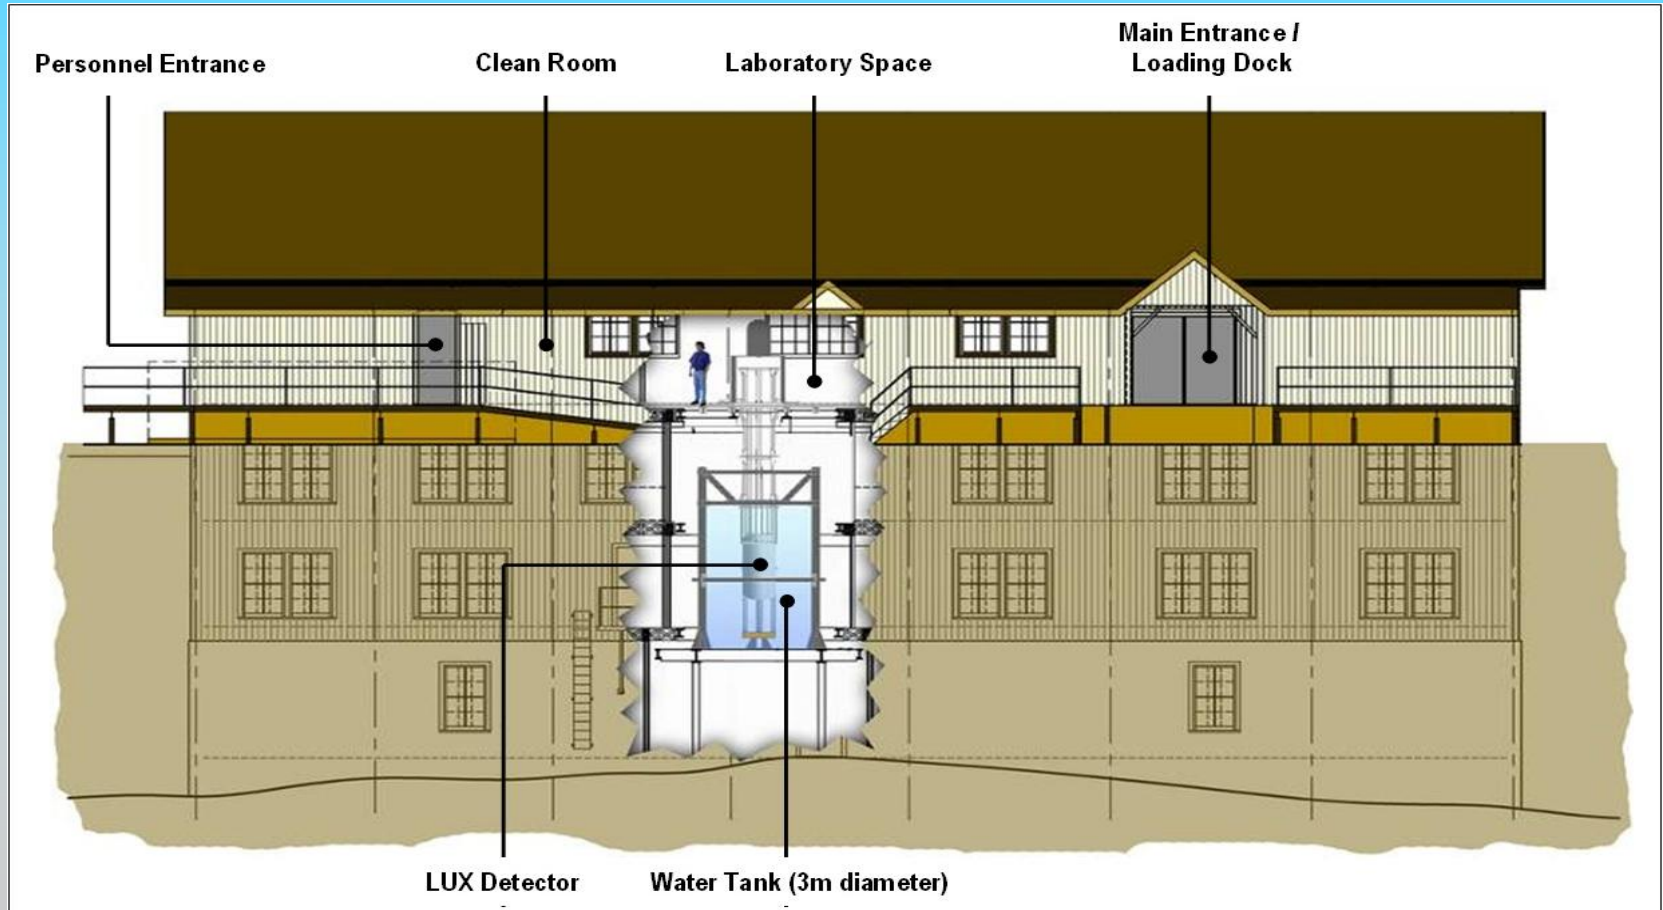 Personnel Entrance
Clean Room
Laboratory Space
Main Entrance /
Loading Dock
LUX Detector
Water Tank (3m diameter)